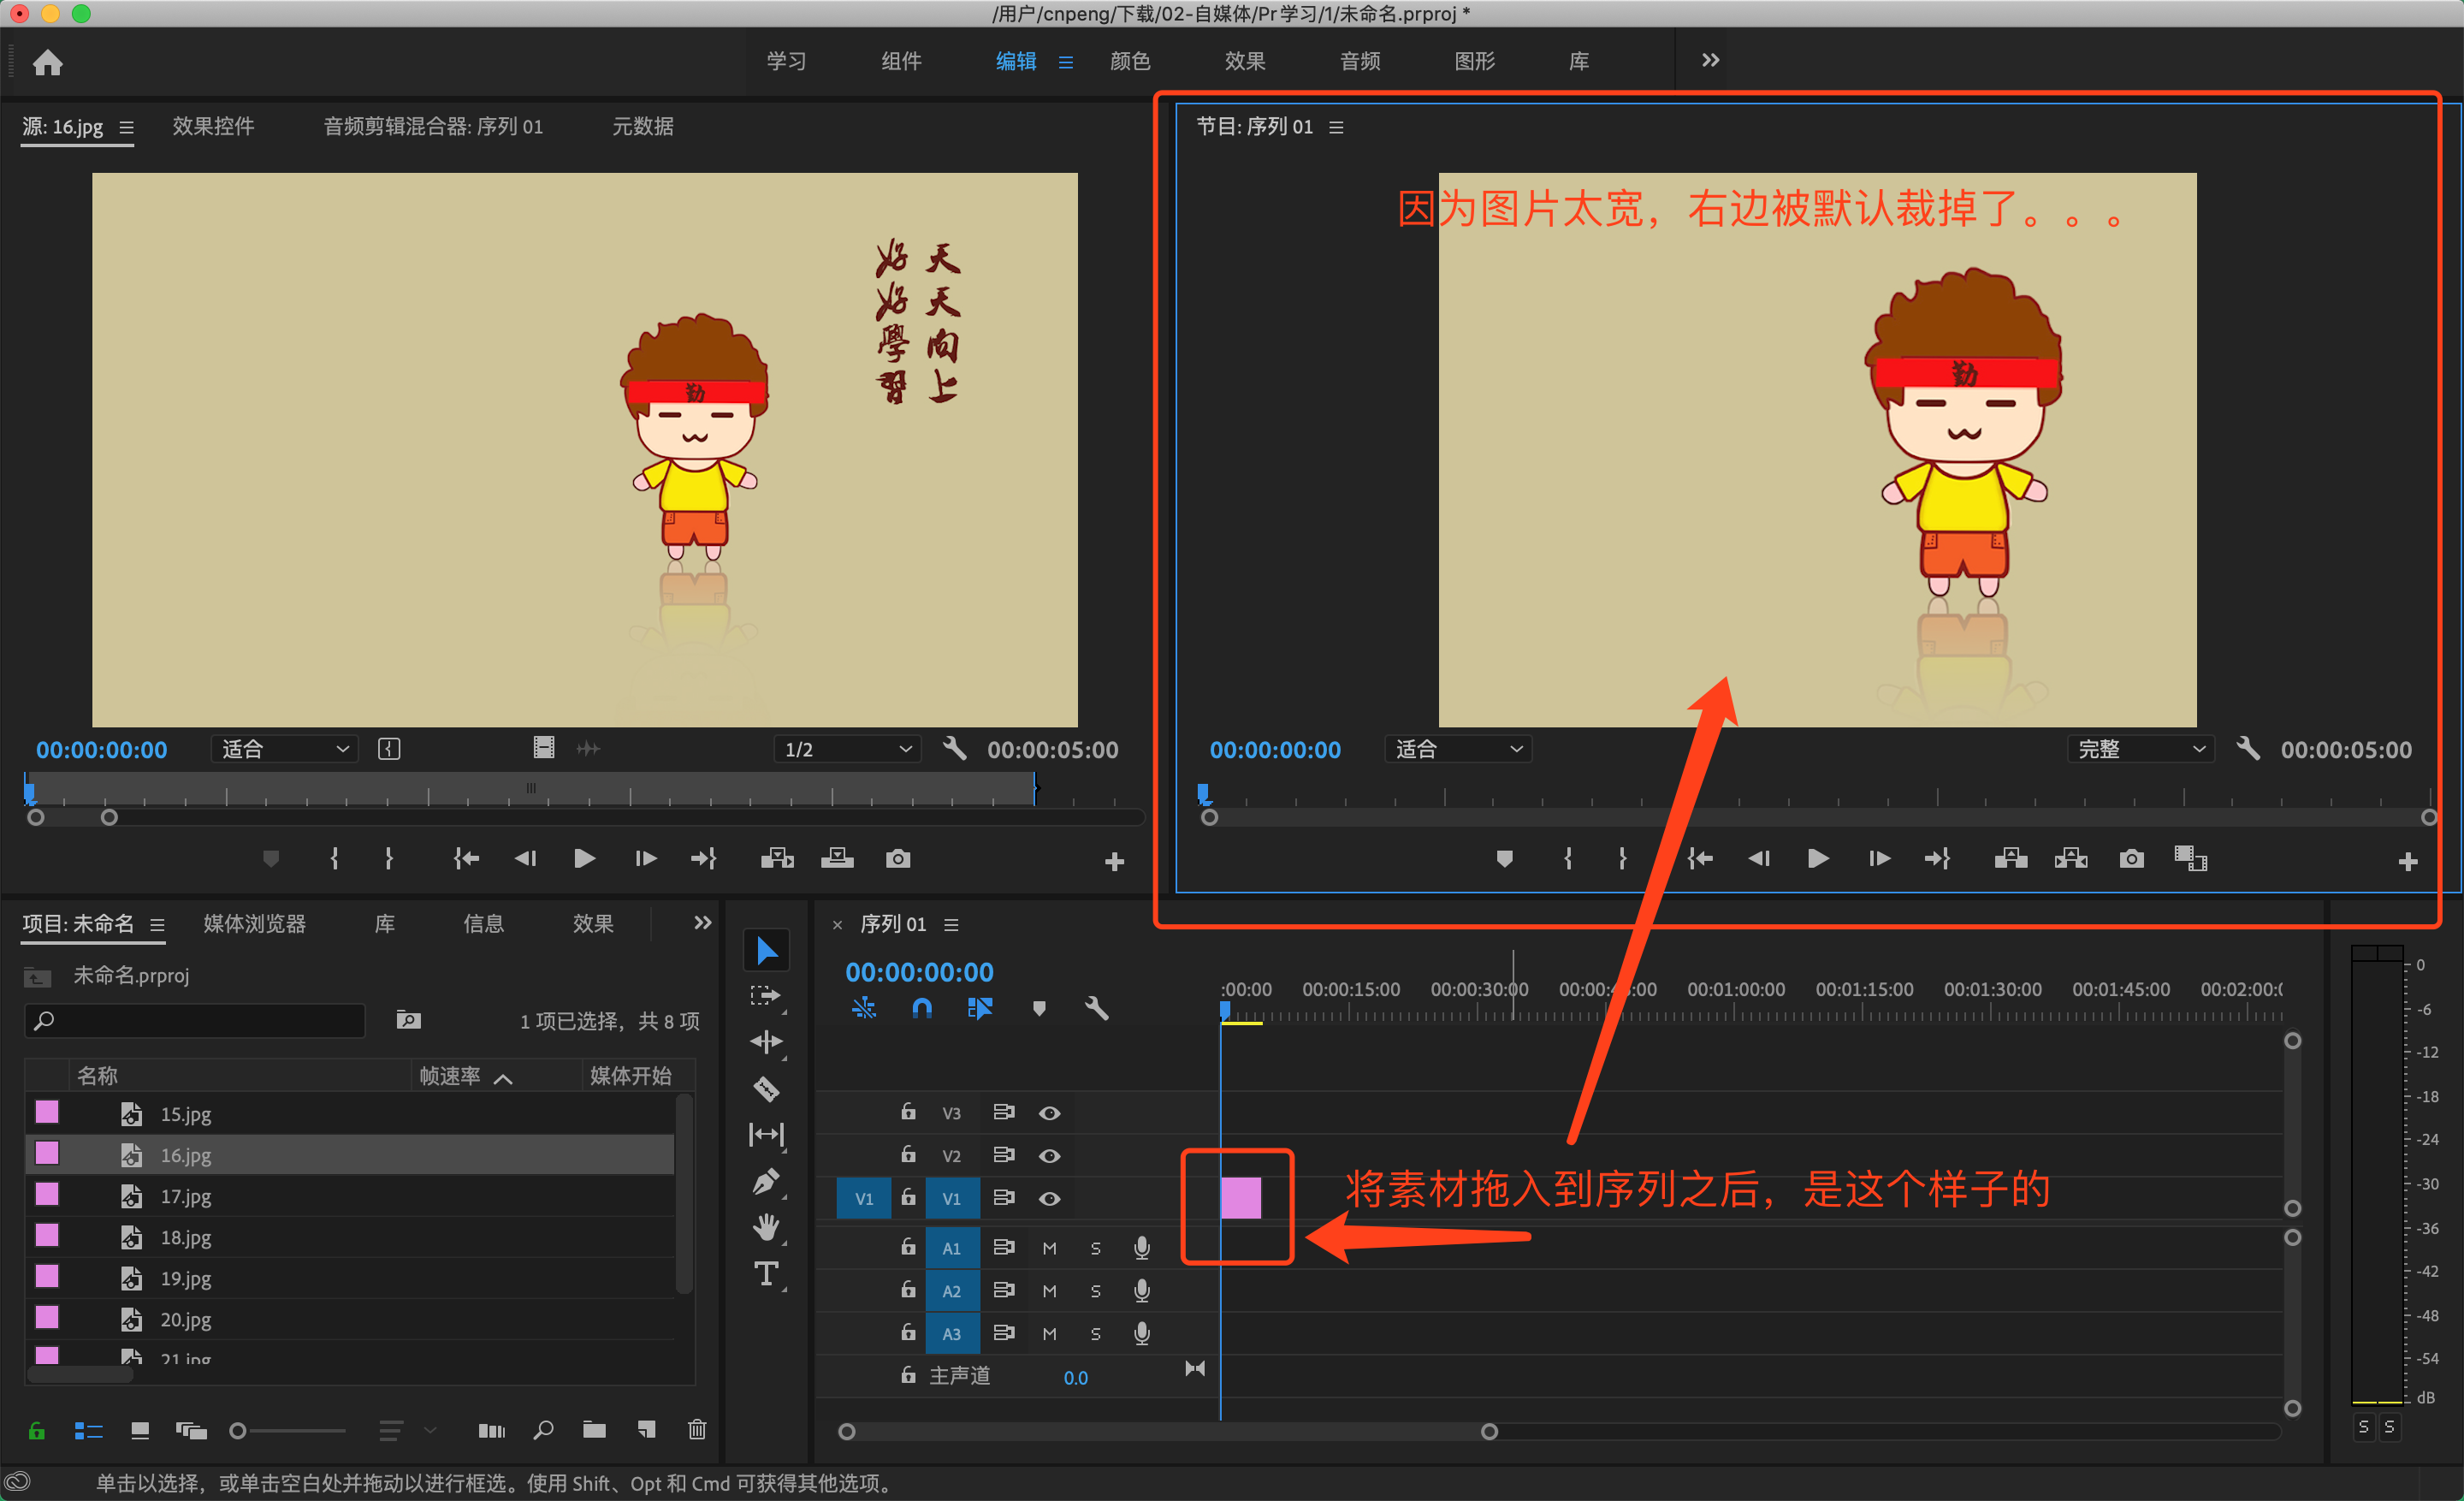 /用户/cnpeng/下载/02-自媒体/Pr 学习/1/未命名.prproj *
学习 组件 编辑 颜色 效果 音频 图形 库
源: 16.jpg 效果控件 音频剪辑混合器: 序列 01 元数据
好好學習
天天向上
勤
00:00:00:00 适合 1/2 00:00:05:00
节目: 序列 01
因为图片太宽，右边被默认裁掉了。。。
勤
00:00:00:00 适合 完整 00:00:05:00
项目: 未命名 媒体浏览器 库 信息 效果
未命名.prproj
1 项已选择，共 8 项
名称 帧速率 媒体开始
15.jpg
16.jpg
17.jpg
18.jpg
19.jpg
20.jpg
21.jpg
序列 01
00:00:00:00
:00:00 00:00:15:00 00:00:30:00 00:00:45:00 00:01:00:00 00:01:15:00 00:01:30:00 00:01:45:00 00:02:00:0
V3
V2
V1 V1
将素材拖入到序列之后，是这个样子的
A1 M S
A2 M S
A3 M S
主声道 0.0
0
-6
-12
-18
-24
-30
-36
-42
-48
-54
dB
S S
单击以选择，或单击空白处并拖动以进行框选。使用 Shift、Opt 和 Cmd 可获得其他选项。